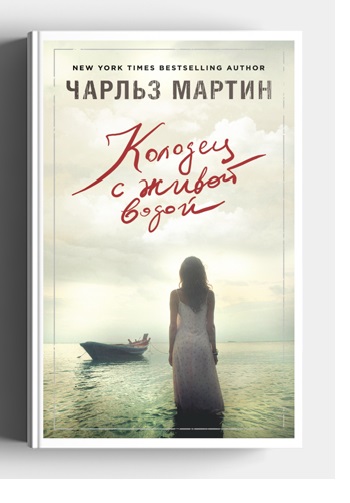 NEW YORK TIMES BESTSELLING AUTHOR
ЧАРЛЬЗ МАРТИН
Колодец
с живой
водой